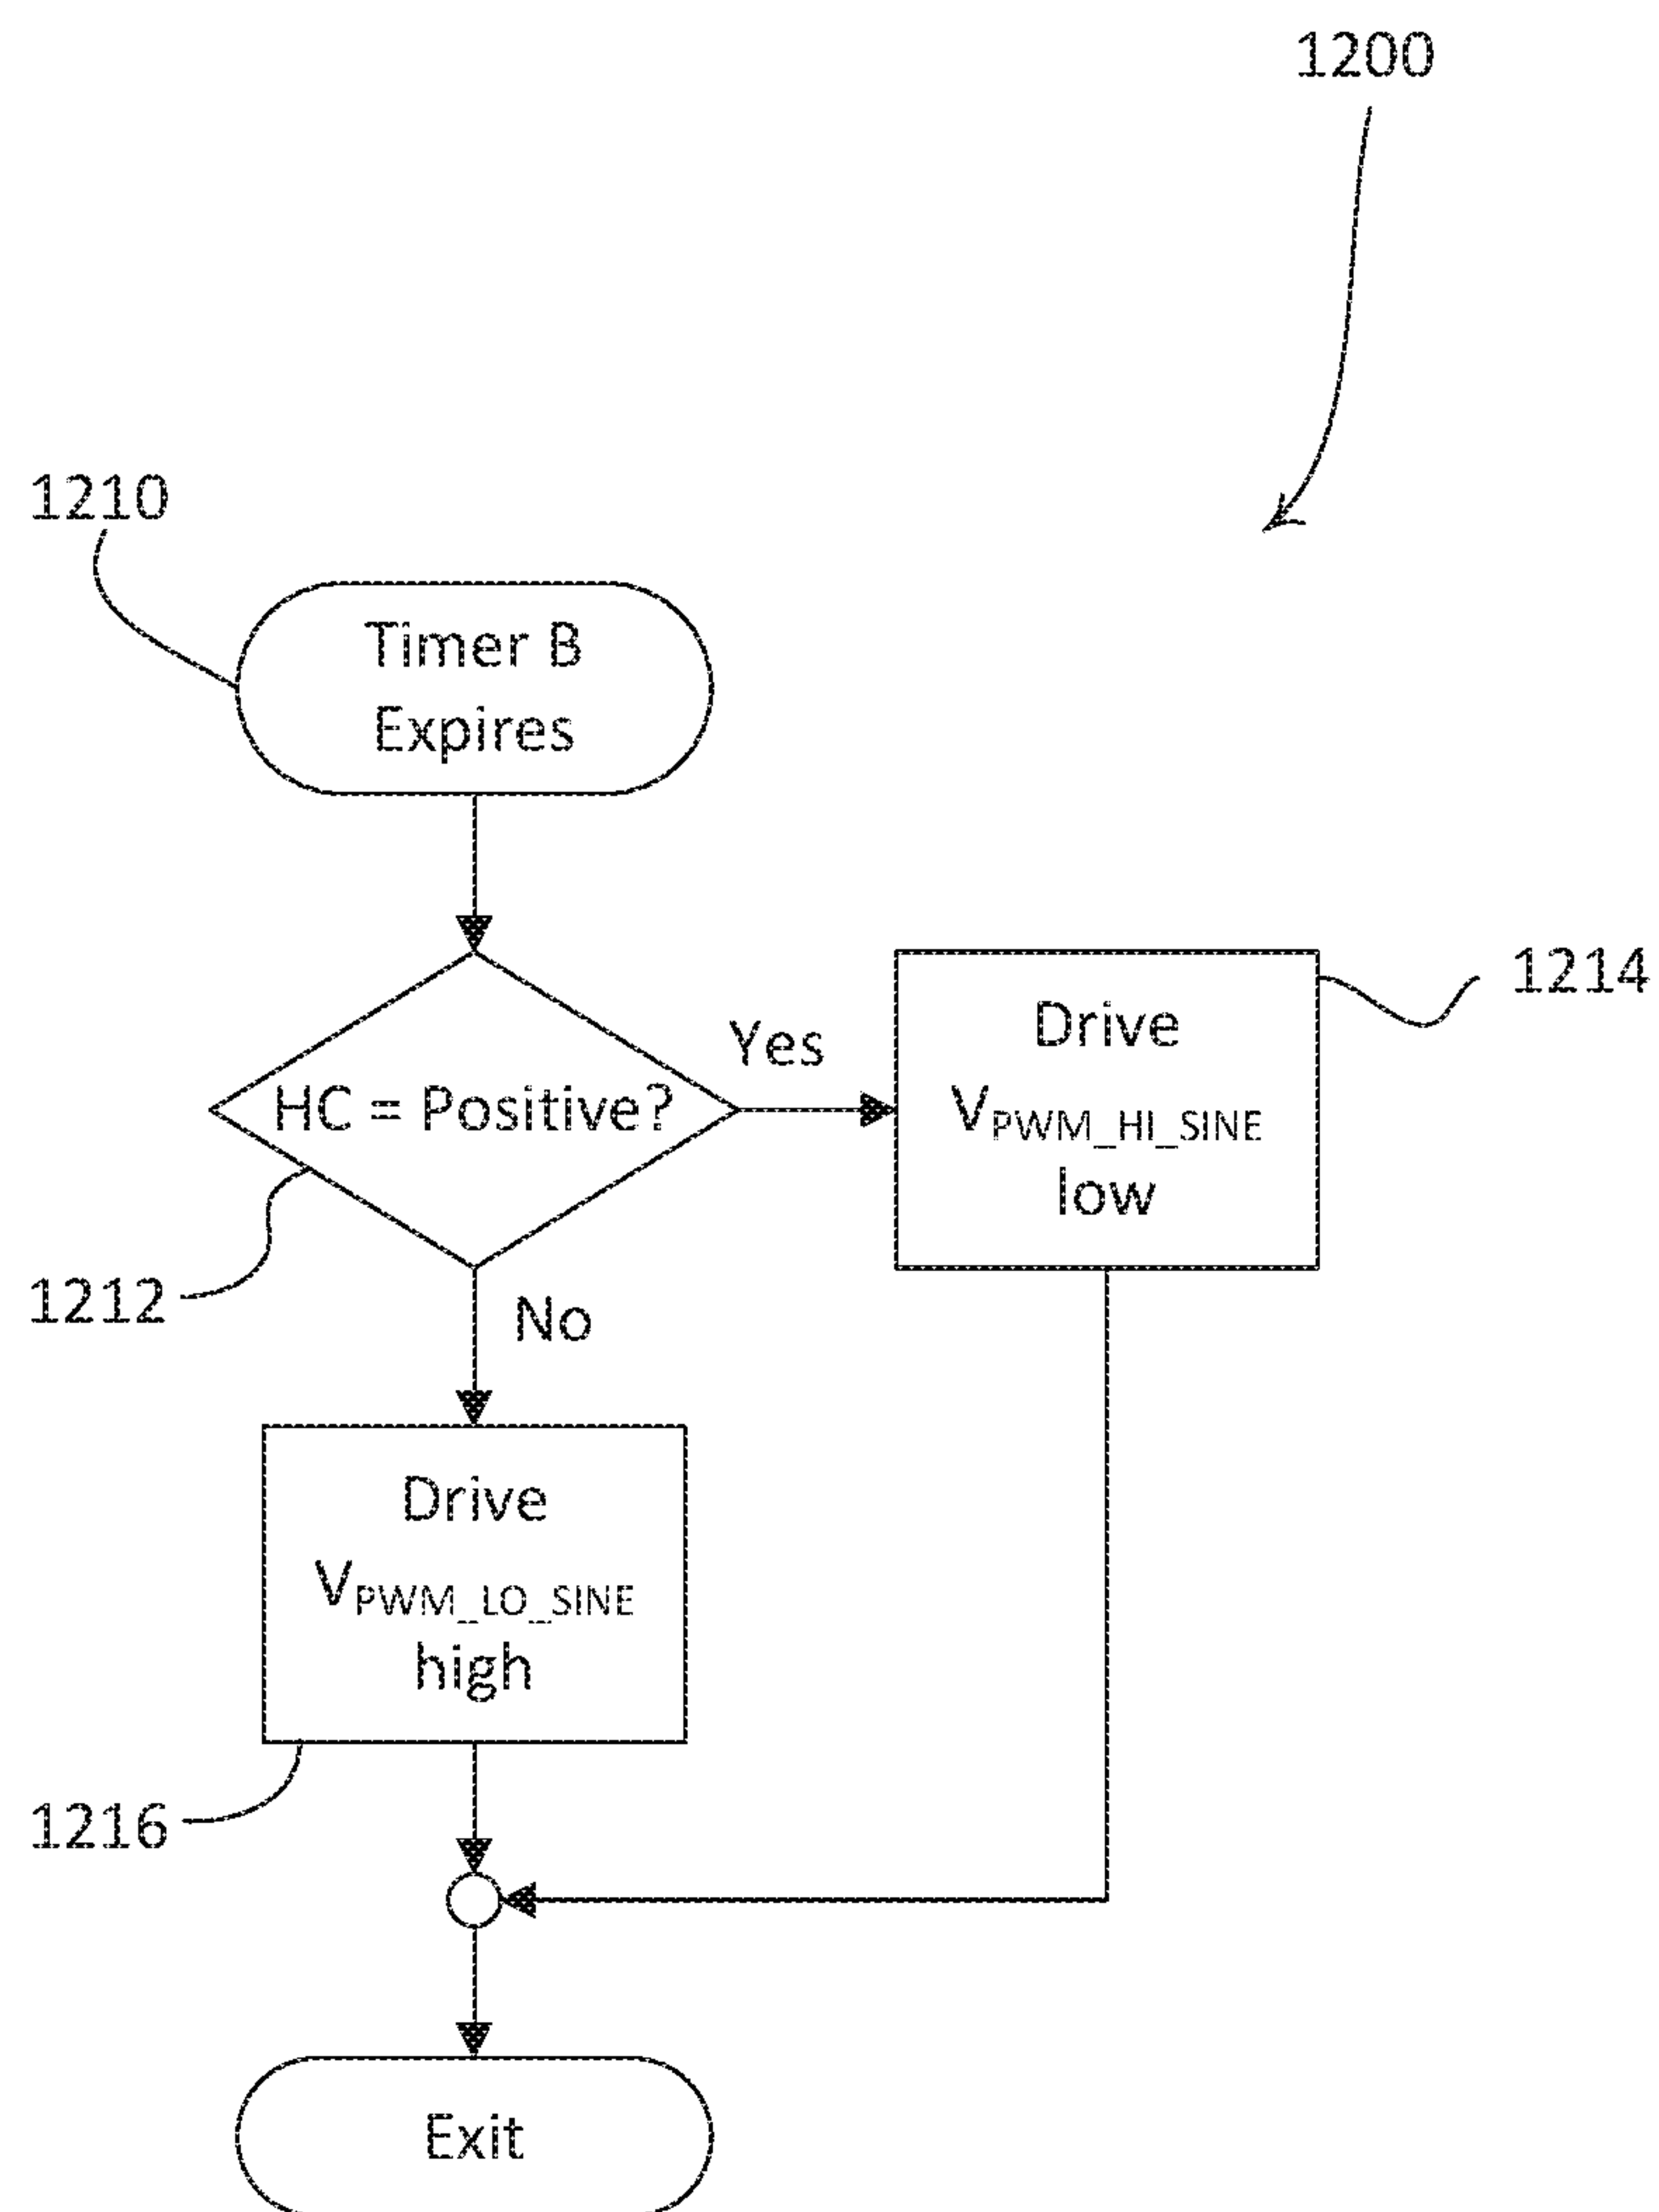 1200
1210
Timer B
Expires
HC = Positive?
Yes
Drive
VPWM_HI_SINE
low
1214
1212
No
Drive
VPWM_LO_SINE
high
1216
Exit